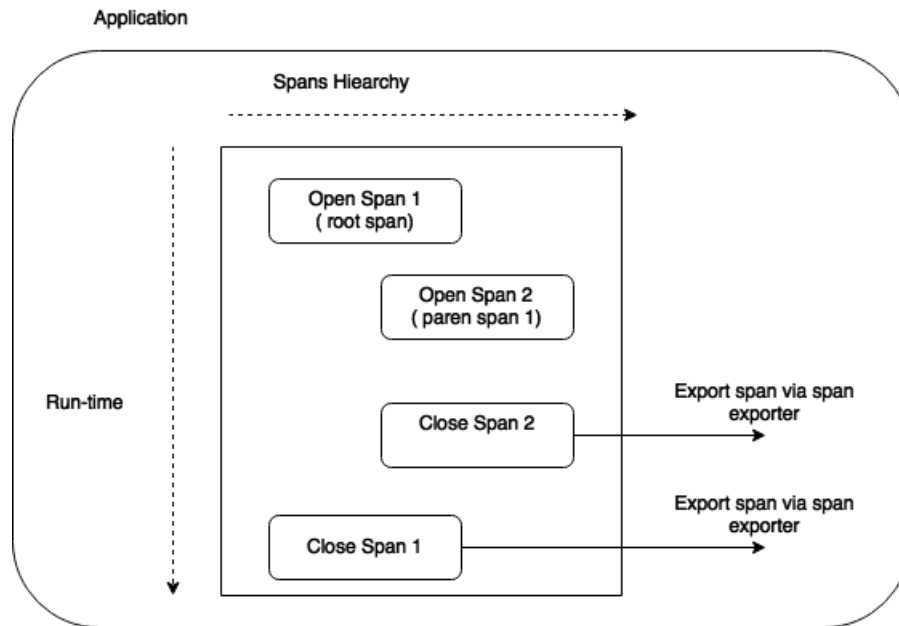 Application
Spans Hiearchy
Open Span 1
( root span)
Open Span 2
( paren span 1)
Run-time
Close Span 2
Export span via span
exporter
Close Span 1
Export span via span
exporter